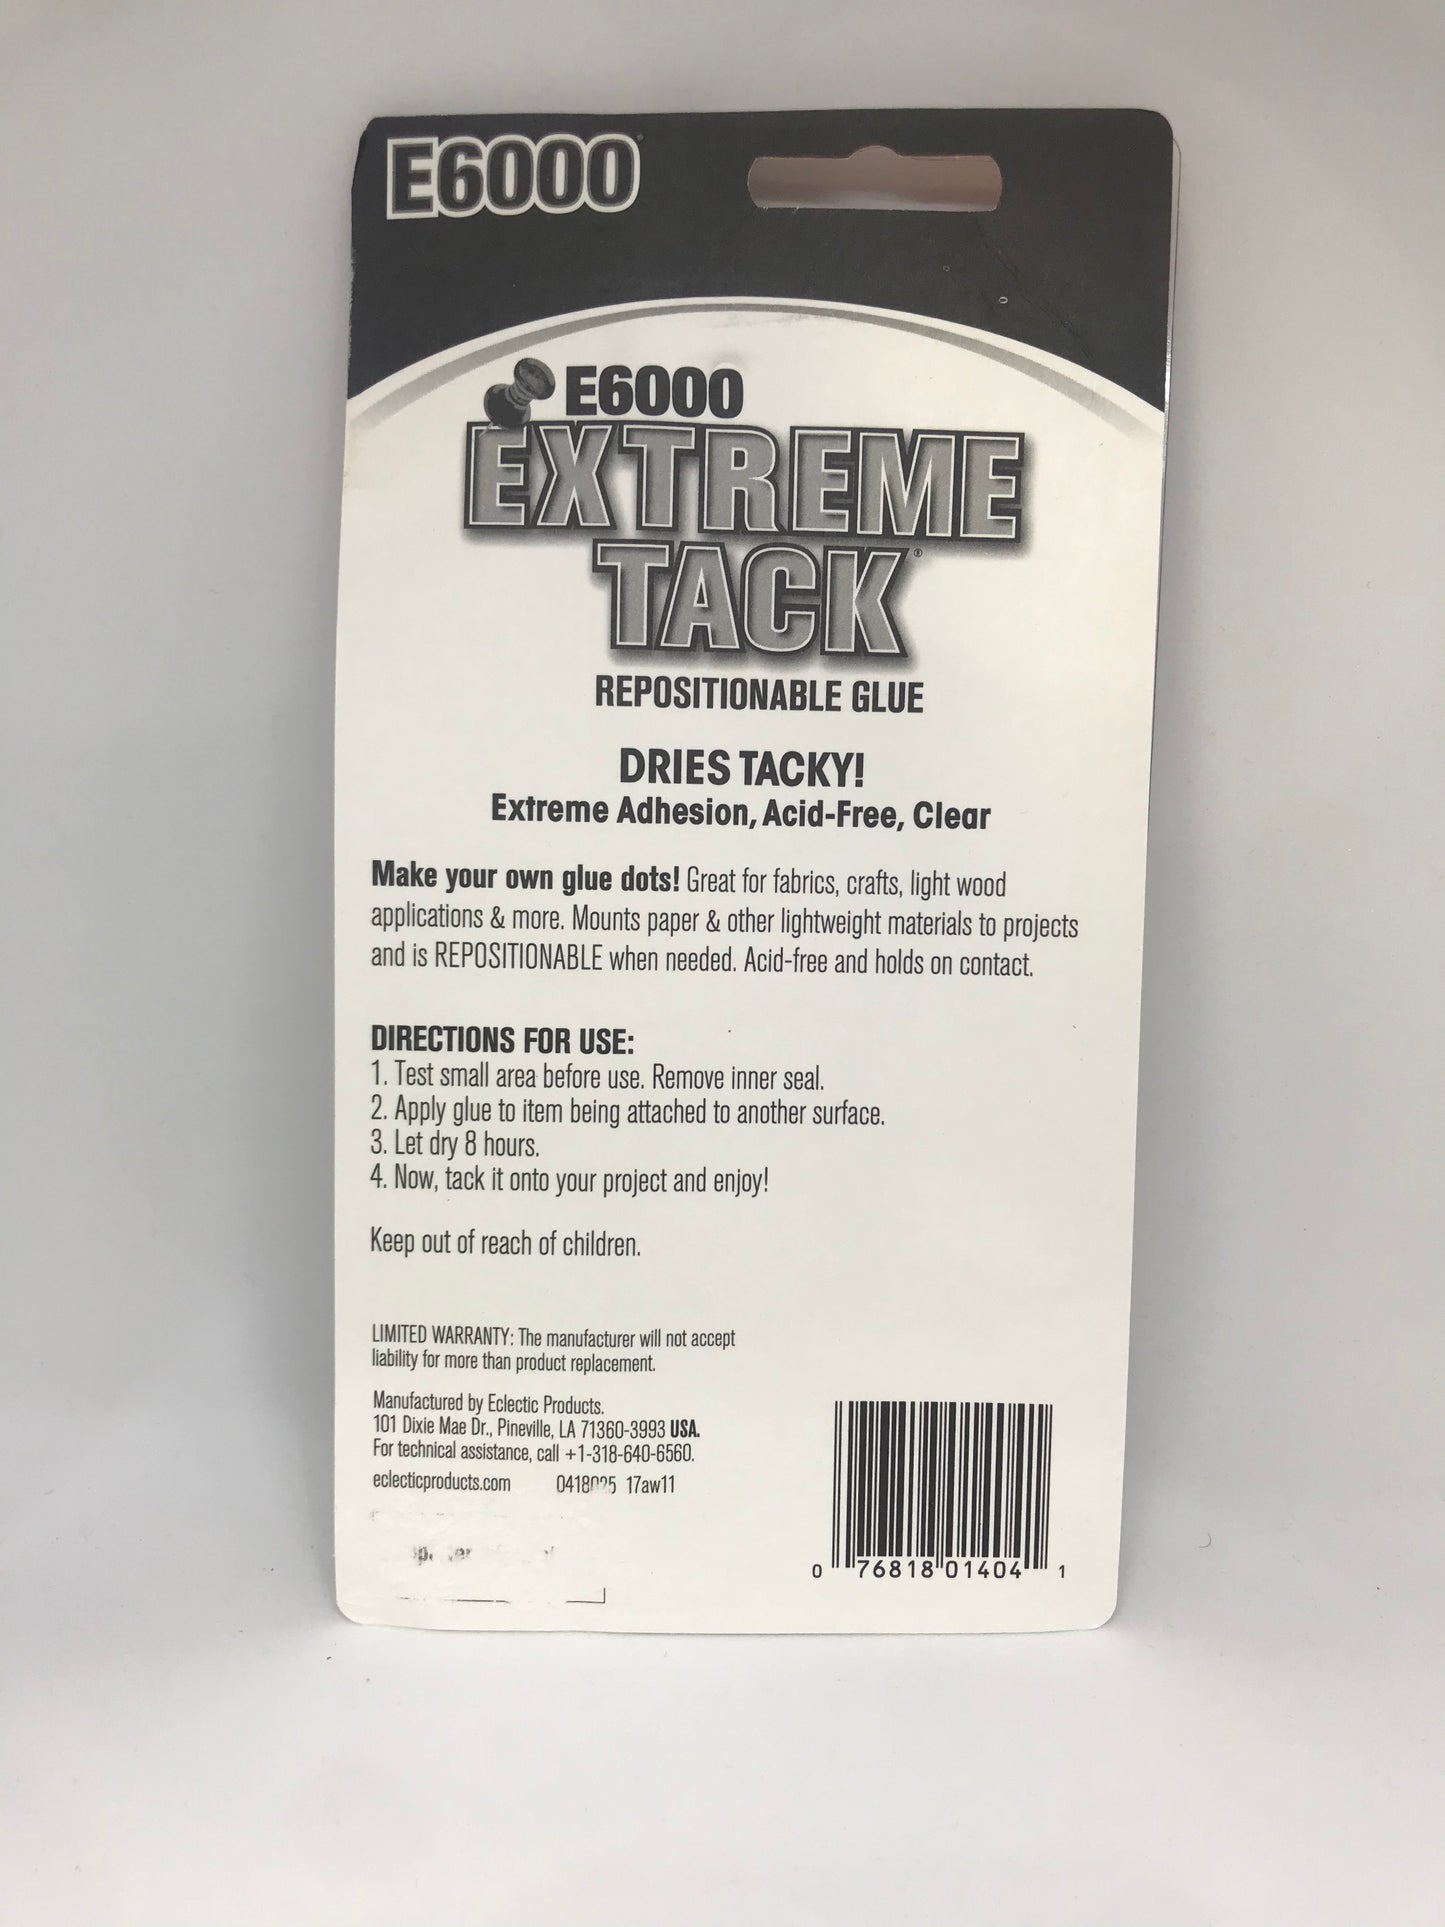 E6000®
E6000
EXTREME
TACK®
REPOSITIONABLE GLUE
DRIES TACKY!
Extreme Adhesion, Acid-Free, Clear
Make your own glue dots! Great for fabrics, crafts, light wood
applications & more. Mounts paper & other lightweight materials to projects
and is REPOSITIONABLE when needed. Acid-free and holds on contact.
DIRECTIONS FOR USE:
1. Test small area before use. Remove inner seal.
2. Apply glue to item being attached to another surface.
3. Let dry 8 hours.
4. Now, tack it onto your project and enjoy!
Keep out of reach of children.
LIMITED WARRANTY: The manufacturer will not accept
liability for more than product replacement.
Manufactured by Eclectic Products.
101 Dixie Mae Dr., Pineville, LA 71360-3993 USA.
For technical assistance, call +1-318-640-6560.
eclecticproducts.com 17aw11
0 76818 01404 1